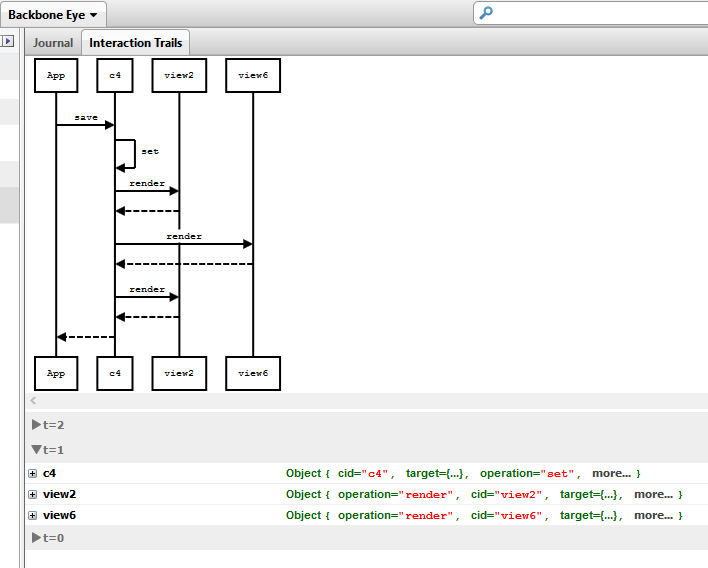 Backbone Eye
Journal Interaction Trails
App c4 view2 view6
save
set
render
render
render
App c4 view2 view6
t=2
t=1
c4 Object { cid="c4", target={...}, operation="set", more... }
view2 Object { operation="render", cid="view2", target={...}, more... }
view6 Object { operation="render", cid="view6", target={...}, more... }
t=0